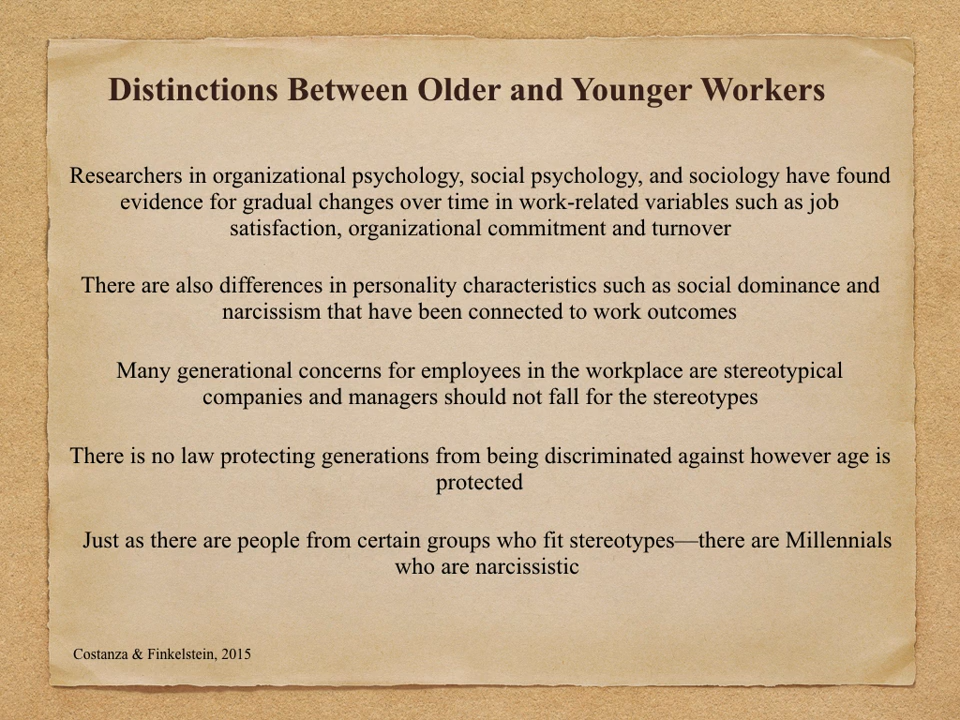 Distinctions Between Older and Younger Workers
Researchers in organizational psychology, social psychology, and sociology have found
evidence for gradual changes over time in work-related variables such as job
satisfaction, organizational commitment and turnover
There are also differences in personality characteristics such as social dominance and
narcissism that have been connected to work outcomes
Many generational concerns for employees in the workplace are stereotypical
companies and managers should not fall for the stereotypes
There is no law protecting generations from being discriminated against however age is
protected
Just as there are people from certain groups who fit stereotypes—there are Millennials
who are narcissistic
Costanza & Finkelstein, 2015